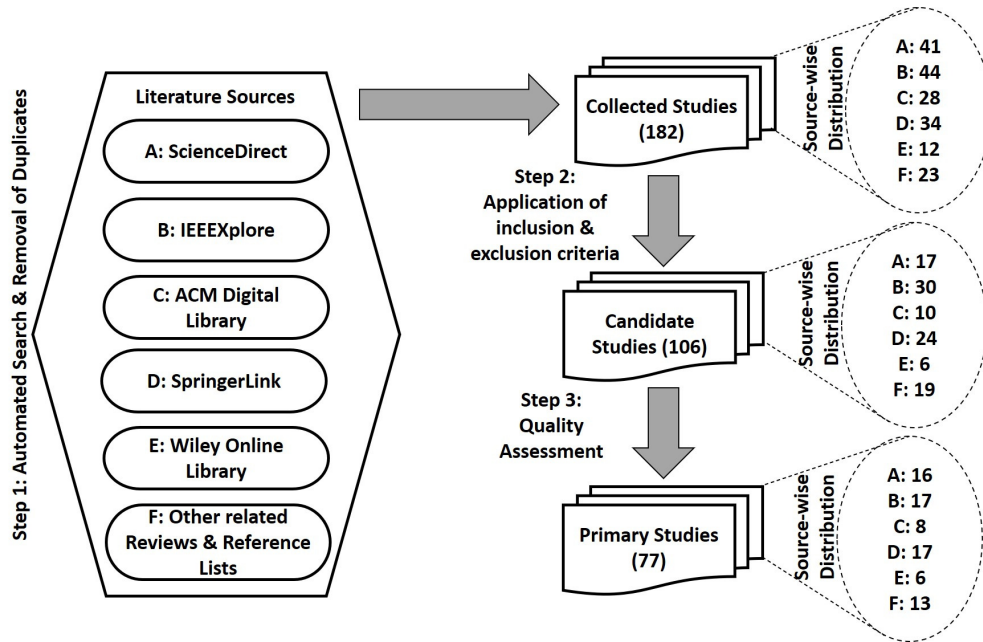 Step 1: Automated Search & Removal of Duplicates
Literature Sources
A: ScienceDirect
B: IEEEXplore
C: ACM Digital
Library
D: SpringerLink
E: Wiley Online
Library
F: Other related
Reviews & Reference
Lists
Collected Studies
(182)
Source-wise
Distribution
A: 41
B: 44
C: 28
D: 34
E: 12
F: 23
Step 2:
Application of
inclusion &
exclusion criteria
Candidate
Studies (106)
Source-wise
Distribution
A: 17
B: 30
C: 10
D: 24
E: 6
F: 19
Step 3:
Quality
Assessment
Primary Studies
(77)
Source-wise
Distribution
A: 16
B: 17
C: 8
D: 17
E: 6
F: 13